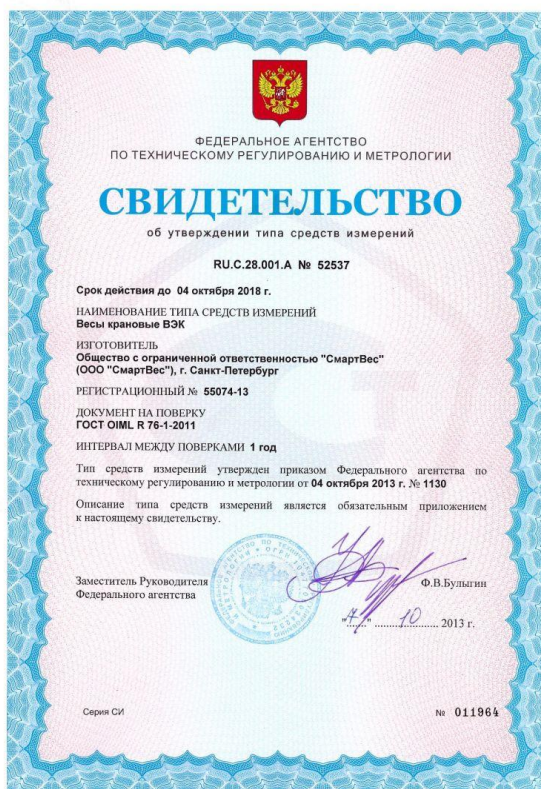 ФЕДЕРАЛЬНОЕ АГЕНТСТВО
ПО ТЕХНИЧЕСКОМУ РЕГУЛИРОВАНИЮ И МЕТРОЛОГИИ
СВИДЕТЕЛЬСТВО
об утверждении типа средств измерений
RU.C.28.001.A № 52537
Срок действия до 04 октября 2018 г.
НАИМЕНОВАНИЕ ТИПА СРЕДСТВ ИЗМЕРЕНИЙ
Весы крановые ВЭК
ИЗГОТОВИТЕЛЬ
Общество с ограниченной ответственностью "СмартВес"
(ООО "СмартВес"), г. Санкт-Петербург
РЕГИСТРАЦИОННЫЙ № 55074-13
ДОКУМЕНТ НА ПОВЕРКУ
ГОСТ OIML R 76-1-2011
ИНТЕРВАЛ МЕЖДУ ПОВЕРКАМИ 1 год
Тип средств измерений утвержден приказом Федерального агентства по
техническому регулированию и метрологии от 04 октября 2013 г. № 1130
Описание типа средств измерений является обязательным приложением
к настоящему свидетельству.
Заместитель Руководителя
Федерального агентства
Ф.В.Булыгин
"7" 10 2013 г.
Серия СИ
№ 011964